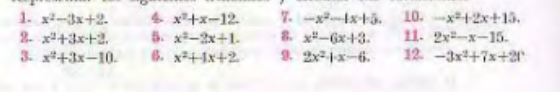 1. x²-3x+2. 4. x²+x-12. 7. -x²-4x+5. 10. -x²+2x+15.
2. x²+3x+2. 5. x²-2x+1. 8. x²-6x+3. 11. 2x²-x-15.
3. x²+3x-10. 6. x²+4x+2. 9. 2x²+x-6. 12. -3x²+7x+20